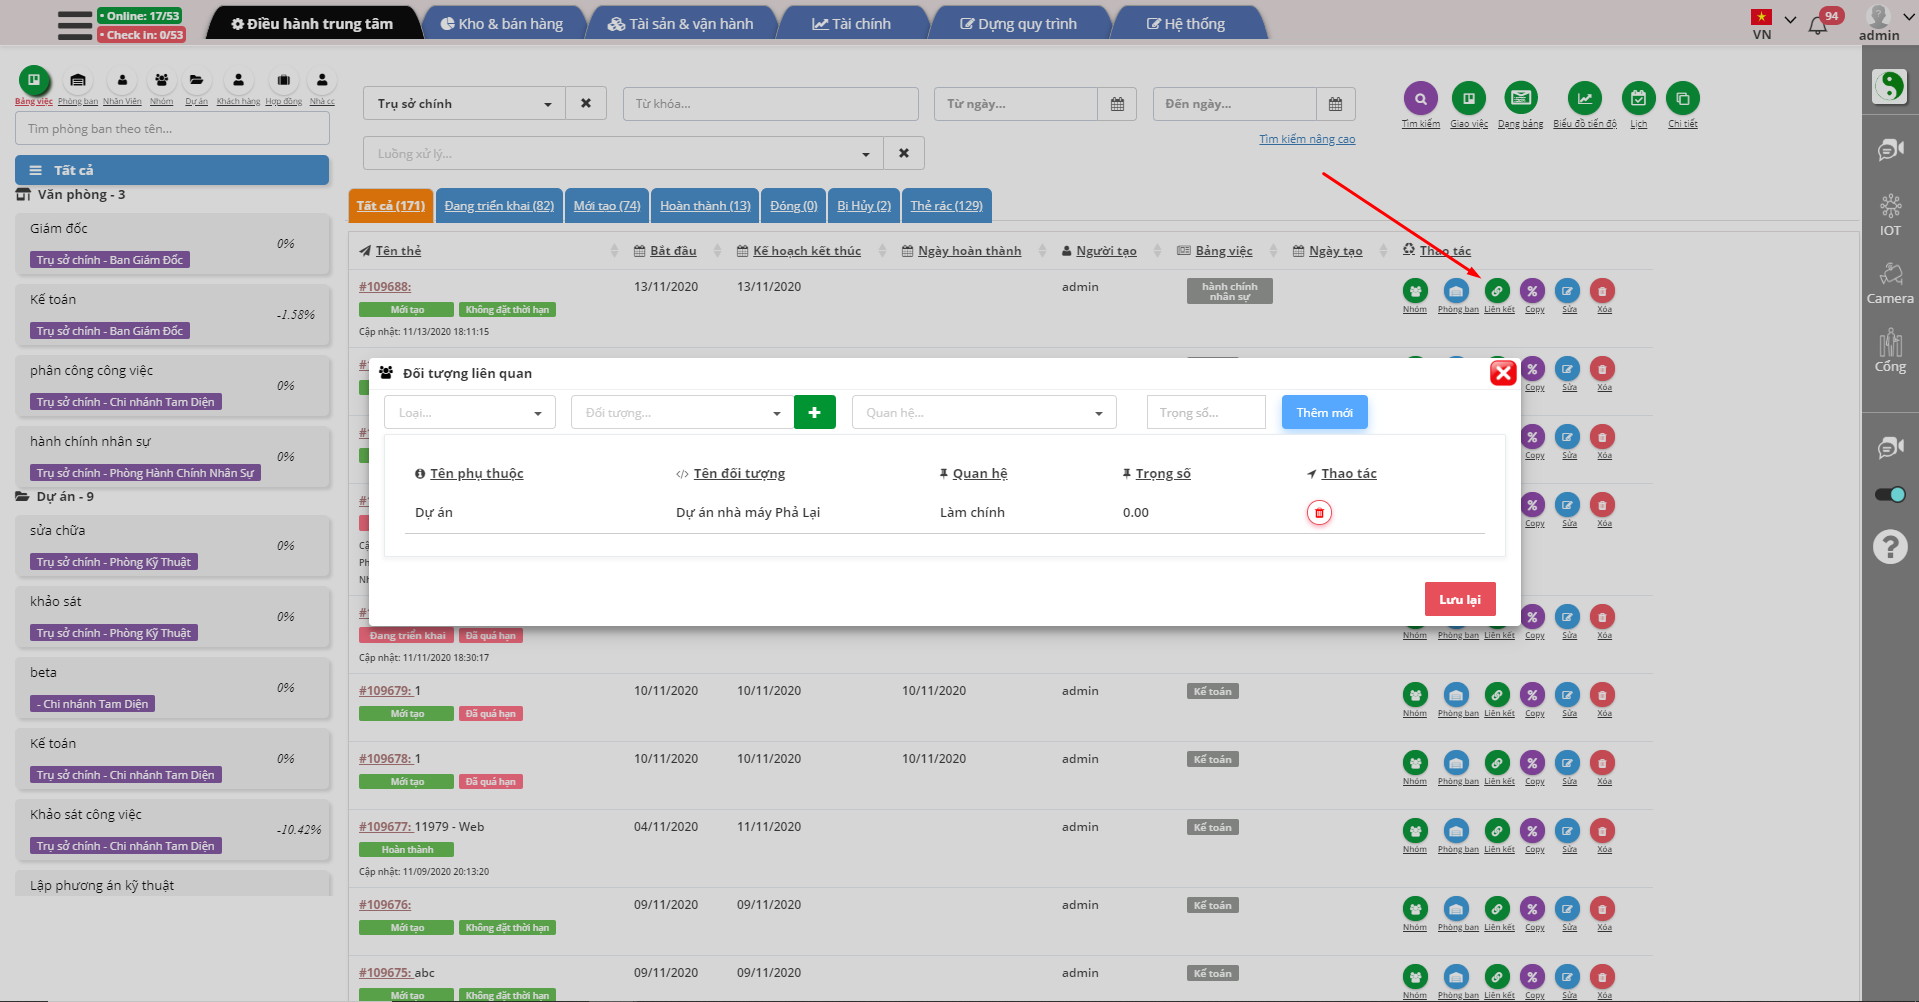 Online: 17/53
Check in: 0/53
Điều hành trung tâm
Kho & bán hàng
Tài sản & vận hành
Tài chính
Dựng quy trình
Hệ thống
VN
94
admin
Bảng việc
Phòng ban
Nhân Viên
Nhóm
Dự án
Khách hàng
Hợp đồng
Nhà cc
Tìm phòng ban theo tên...
Tất cả
Văn phòng - 3
Giám đốc
0%
Trụ sở chính - Ban Giám Đốc
Kế toán
-1.58%
Trụ sở chính - Ban Giám Đốc
phân công công việc
0%
Trụ sở chính - Chi nhánh Tam Diện
hành chính nhân sự
0%
Trụ sở chính - Phòng Hành Chính Nhân Sự
Dự án - 9
sửa chữa
0%
Trụ sở chính - Phòng Kỹ Thuật
khảo sát
0%
Trụ sở chính - Phòng Kỹ Thuật
beta
0%
- Chi nhánh Tam Diện
Kế toán
0%
Trụ sở chính - Chi nhánh Tam Diện
Khảo sát công việc
-10.42%
Trụ sở chính - Chi nhánh Tam Diện
Lập phương án kỹ thuật
Trụ sở chính
Từ khóa...
Từ ngày...
Đến ngày...
Tìm kiếm nâng cao
Luồng xử lý...
Tìm kiếm
Giao việc
Dạng bảng
Biểu đồ tiến độ
Lịch
Chi tiết
Tất cả (171)
Đang triển khai (82)
Mới tạo (74)
Hoàn thành (13)
Đóng (0)
Bị Hủy (2)
Thẻ rác (129)
Tên thẻ
Bắt đầu
Kế hoạch kết thúc
Ngày hoàn thành
Người tạo
Bảng việc
Ngày tạo
Thao tác
#109688:
13/11/2020
13/11/2020
admin
hành chính
nhân sự
Nhóm
Phòng ban
Liên kết
Copy
Sửa
Xóa
Mới tạo
Không đặt thời hạn
Cập nhật: 11/13/2020 18:11:15
Copy
Sửa
Xóa
Copy
Sửa
Xóa
Copy
Sửa
Xóa
Đối tượng liên quan
Loại...
Đối tượng...
Quan hệ...
Trọng số...
Thêm mới
Tên phụ thuộc
Tên đối tượng
Quan hệ
Trọng số
Thao tác
Dự án
Dự án nhà máy Phả Lại
Làm chính
0.00
Lưu lại
Đang triển khai
Đã quá hạn
Nhóm
Phòng ban
Liên kết
Copy
Sửa
Xóa
Cập nhật: 11/11/2020 18:30:17
#109679: 1
10/11/2020
10/11/2020
10/11/2020
admin
Kế toán
Mới tạo
Đã quá hạn
Nhóm
Phòng ban
Liên kết
Copy
Sửa
Xóa
#109678: 1
10/11/2020
10/11/2020
10/11/2020
admin
Kế toán
Mới tạo
Đã quá hạn
Nhóm
Phòng ban
Liên kết
Copy
Sửa
Xóa
#109677: 11979 - Web
04/11/2020
11/11/2020
admin
Kế toán
Hoàn thành
Nhóm
Phòng ban
Liên kết
Copy
Sửa
Xóa
Cập nhật: 11/09/2020 20:13:20
#109676:
09/11/2020
09/11/2020
admin
Kế toán
Mới tạo
Không đặt thời hạn
Nhóm
Phòng ban
Liên kết
Copy
Sửa
Xóa
#109675: abc
09/11/2020
09/11/2020
admin
Kế toán
Mới tạo
Không đặt thời hạn
Nhóm
Phòng ban
Liên kết
Copy
Sửa
Xóa
IOT
Camera
Cổng